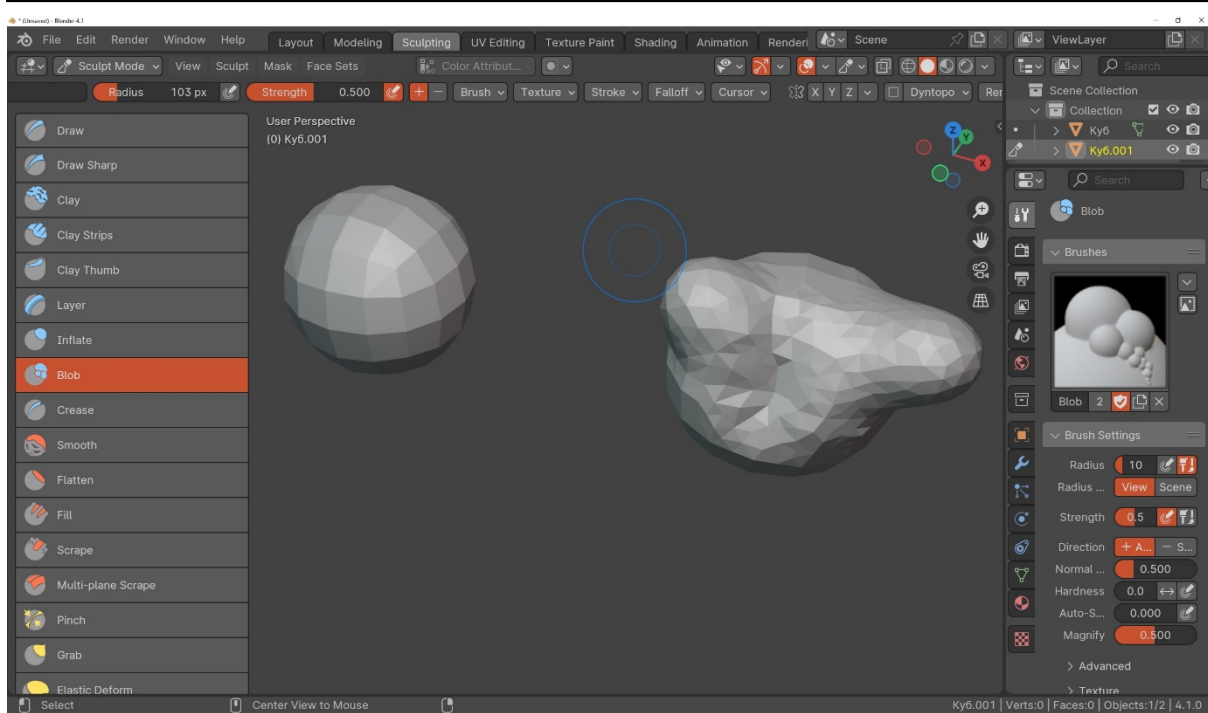 * (Unsaved) - Blender 4.1
File Edit Render Window Help Layout Modeling Sculpting UV Editing Texture Paint Shading Animation Renderi Scene ViewLayer
Sculpt Mode View Sculpt Mask Face Sets Color Attribut... Search
Radius 103 px Strength 0.500 + − Brush Texture Stroke Falloff Cursor X Y Z Dyntopo Rer
Scene Collection
Collection
Куб
Куб.001
User Perspective
(0) Куб.001
Z
Y
X
Draw
Draw Sharp
Clay
Clay Strips
Clay Thumb
Layer
Inflate
Blob
Crease
Smooth
Flatten
Fill
Scrape
Multi-plane Scrape
Pinch
Grab
Elastic Deform
Search
Blob
Brushes
Blob 2
Brush Settings
Radius 10
Radius ... View Scene
Strength 0.5
Direction + A... − S...
Normal ... 0.500
Hardness 0.0
Auto-S... 0.000
Magnify 0.500
Advanced
Texture
Select Center View to Mouse Куб.001 | Verts:0 | Faces:0 | Objects:1/2 | 4.1.0